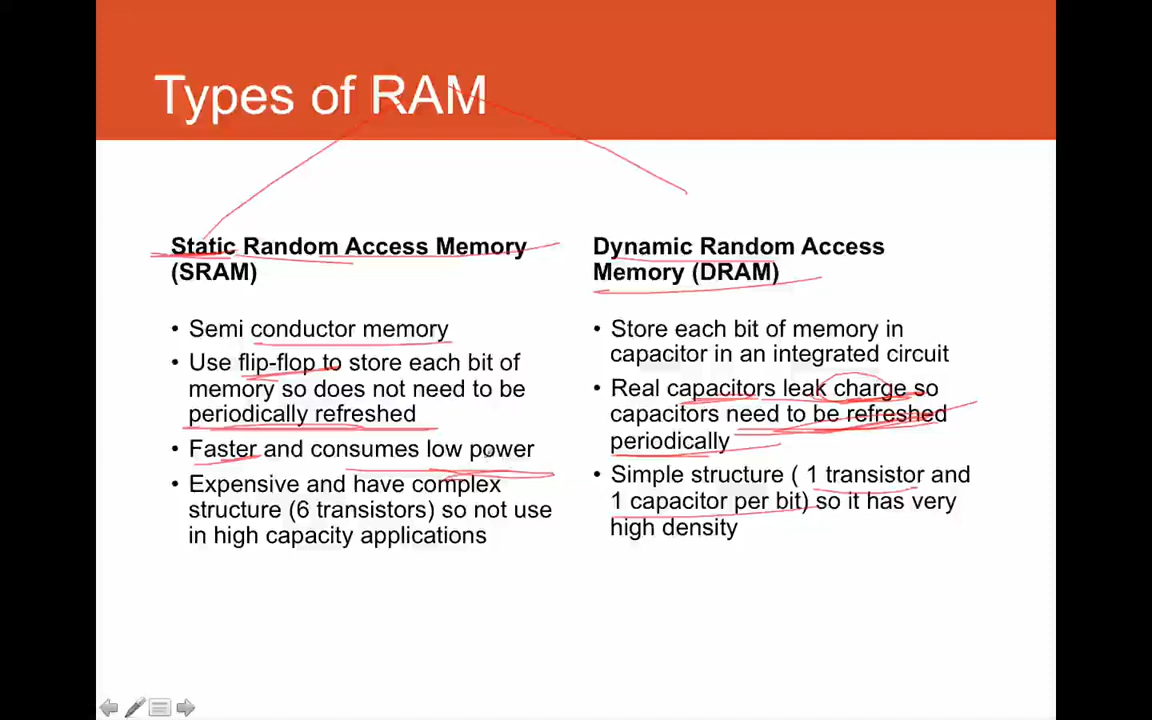 Types of RAM
Static Random Access Memory
(SRAM)
• Semi conductor memory
• Use flip-flop to store each bit of
memory so does not need to be
periodically refreshed
• Faster and consumes low power
• Expensive and have complex
structure (6 transistors) so not use
in high capacity applications
Dynamic Random Access
Memory (DRAM)
• Store each bit of memory in
capacitor in an integrated circuit
• Real capacitors leak charge so
capacitors need to be refreshed
periodically
• Simple structure ( 1 transistor and
1 capacitor per bit) so it has very
high density